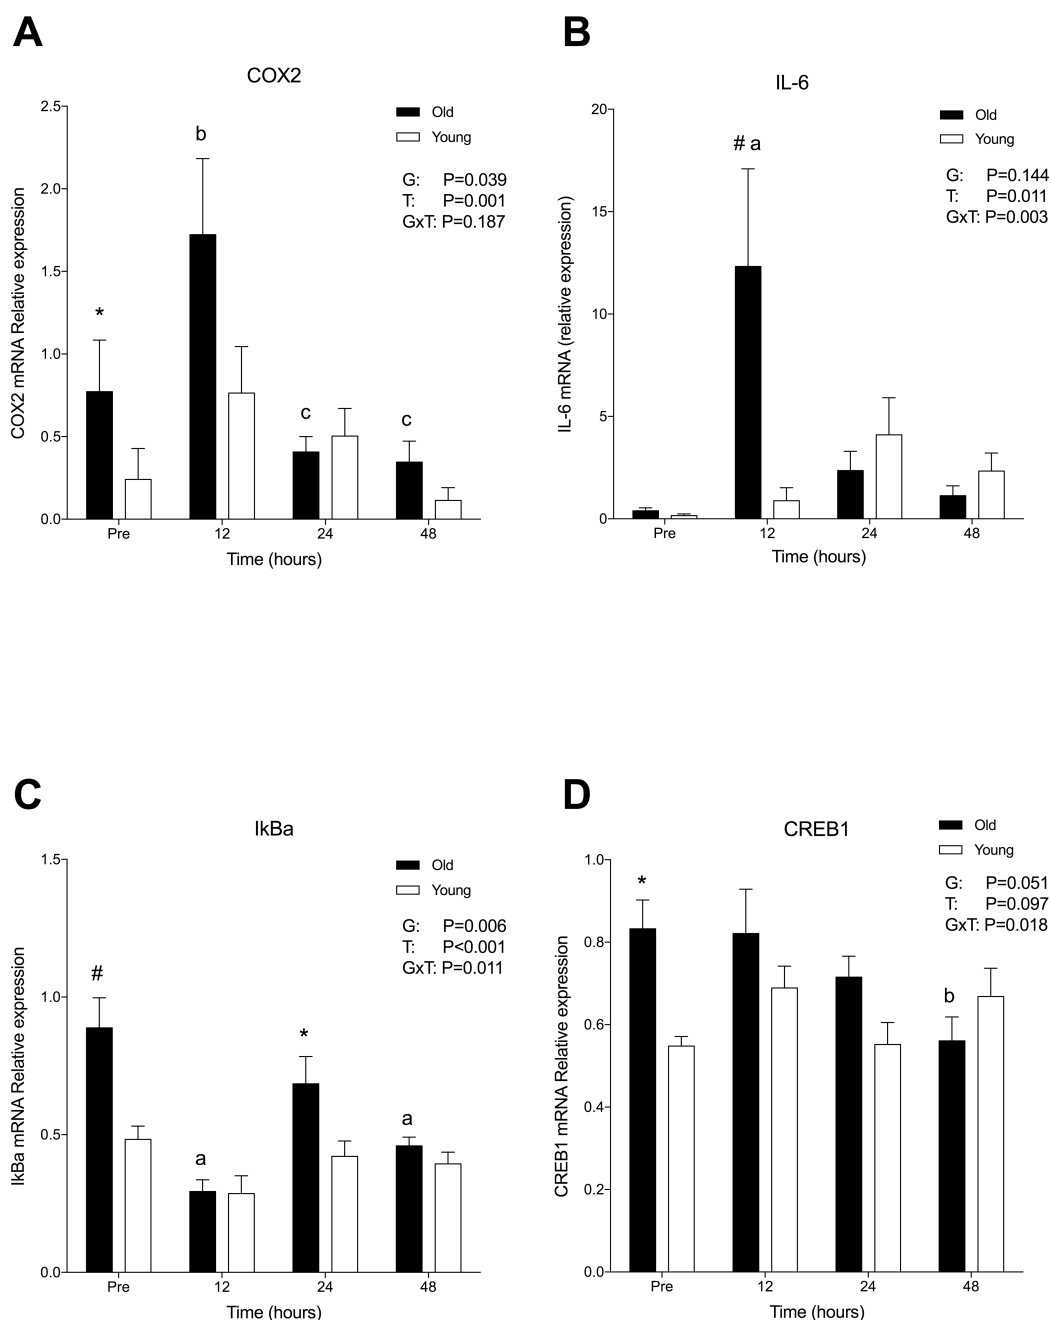 A
COX2
COX2 mRNA Relative expression
2.5
2.0
1.5
1.0
0.5
0.0
* b c c
Old
Young
G: P=0.039
T: P=0.001
GxT: P=0.187
Pre 12 24 48
Time (hours)
B
IL-6
IL-6 mRNA (relative expression)
20
15
10
5
0
# a
Old
Young
G: P=0.144
T: P=0.011
GxT: P=0.003
Pre 12 24 48
Time (hours)
C
IkBa
IkBa mRNA Relative expression
1.5
1.0
0.5
0.0
# a * a
Old
Young
G: P=0.006
T: P<0.001
GxT: P=0.011
Pre 12 24 48
Time (hours)
D
CREB1
CREB1 mRNA Relative expression
1.0
0.8
0.6
0.4
0.2
0.0
* b
Old
Young
G: P=0.051
T: P=0.097
GxT: P=0.018
Pre 12 24 48
Time (hours)